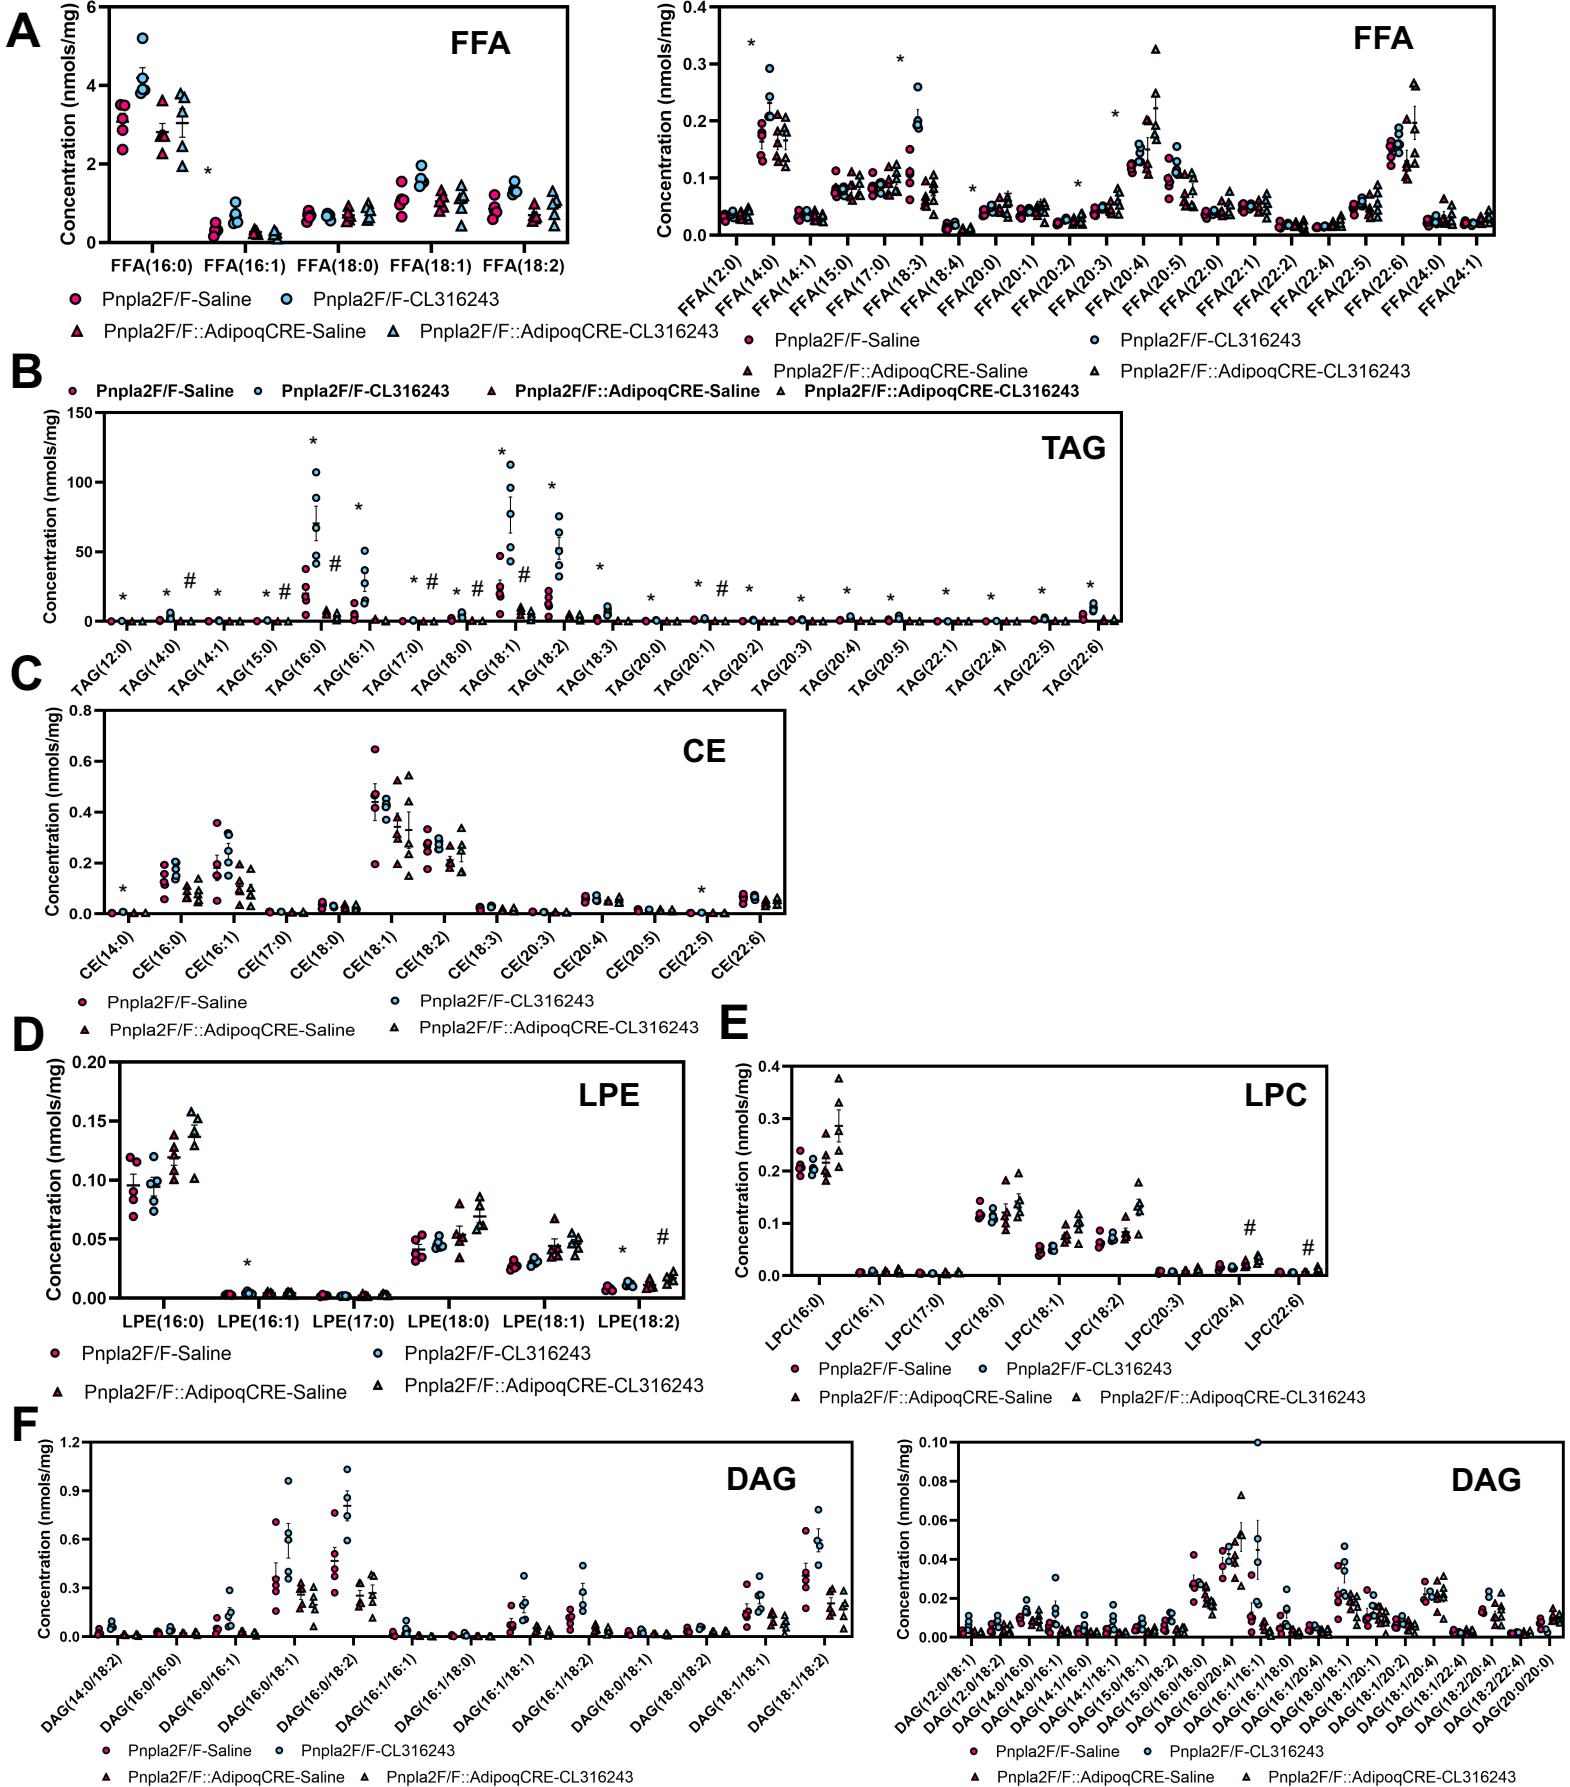 A
FFA
Concentration (nmols/mg)
6
4
2
0
*
FFA(16:0) FFA(16:1) FFA(18:0) FFA(18:1) FFA(18:2)
Pnpla2F/F-Saline Pnpla2F/F-CL316243
Pnpla2F/F::AdipoqCRE-Saline Pnpla2F/F::AdipoqCRE-CL316243
FFA
Concentration (nmols/mg)
0.4
0.3
0.2
0.1
0.0
* * * * * *
FFA(12:0) FFA(14:0) FFA(14:1) FFA(15:0) FFA(17:0) FFA(18:3) FFA(18:4) FFA(20:0) FFA(20:1) FFA(20:2) FFA(20:3) FFA(20:4) FFA(20:5) FFA(22:0) FFA(22:1) FFA(22:2) FFA(22:4) FFA(22:5) FFA(22:6) FFA(24:0) FFA(24:1)
Pnpla2F/F-Saline Pnpla2F/F-CL316243
Pnpla2F/F::AdipoqCRE-Saline Pnpla2F/F::AdipoqCRE-CL316243
B
Pnpla2F/F-Saline Pnpla2F/F-CL316243 Pnpla2F/F::AdipoqCRE-Saline Pnpla2F/F::AdipoqCRE-CL316243
TAG
Concentration (nmols/mg)
150
100
50
0
* * # * * # * # * * # * # * # * * * * # * * * * * * * * *
TAG(12:0) TAG(14:0) TAG(14:1) TAG(15:0) TAG(16:0) TAG(16:1) TAG(17:0) TAG(18:0) TAG(18:1) TAG(18:2) TAG(18:3) TAG(20:0) TAG(20:1) TAG(20:2) TAG(20:3) TAG(20:4) TAG(20:5) TAG(22:1) TAG(22:4) TAG(22:5) TAG(22:6)
C
CE
Concentration (nmols/mg)
0.8
0.6
0.4
0.2
0.0
* *
CE(14:0) CE(16:0) CE(16:1) CE(17:0) CE(18:0) CE(18:1) CE(18:2) CE(18:3) CE(20:3) CE(20:4) CE(20:5) CE(22:5) CE(22:6)
Pnpla2F/F-Saline Pnpla2F/F-CL316243
Pnpla2F/F::AdipoqCRE-Saline Pnpla2F/F::AdipoqCRE-CL316243
D
LPE
Concentration (nmols/mg)
0.20
0.15
0.10
0.05
0.00
* * #
LPE(16:0) LPE(16:1) LPE(17:0) LPE(18:0) LPE(18:1) LPE(18:2)
Pnpla2F/F-Saline Pnpla2F/F-CL316243
Pnpla2F/F::AdipoqCRE-Saline Pnpla2F/F::AdipoqCRE-CL316243
E
LPC
Concentration (nmols/mg)
0.4
0.3
0.2
0.1
0.0
# #
LPC(16:0) LPC(16:1) LPC(17:0) LPC(18:0) LPC(18:1) LPC(18:2) LPC(20:3) LPC(20:4) LPC(22:6)
Pnpla2F/F-Saline Pnpla2F/F-CL316243
Pnpla2F/F::AdipoqCRE-Saline Pnpla2F/F::AdipoqCRE-CL316243
F
DAG
Concentration (nmols/mg)
1.2
0.9
0.6
0.3
0.0
DAG(14:0/18:2) DAG(16:0/16:0) DAG(16:0/16:1) DAG(16:0/18:1) DAG(16:0/18:2) DAG(16:1/16:1) DAG(16:1/18:0) DAG(16:1/18:1) DAG(16:1/18:2) DAG(18:0/18:1) DAG(18:0/18:2) DAG(18:1/18:1) DAG(18:1/18:2)
Pnpla2F/F-Saline Pnpla2F/F-CL316243
Pnpla2F/F::AdipoqCRE-Saline Pnpla2F/F::AdipoqCRE-CL316243
DAG
Concentration (nmols/mg)
0.10
0.08
0.06
0.04
0.02
0.00
DAG(12:0/18:1) DAG(12:0/18:2) DAG(14:0/16:0) DAG(14:0/16:1) DAG(14:1/16:0) DAG(14:1/18:1) DAG(15:0/18:1) DAG(15:0/18:2) DAG(16:0/18:0) DAG(16:0/20:4) DAG(16:1/16:1) DAG(16:1/18:0) DAG(16:1/20:4) DAG(18:0/18:1) DAG(18:1/20:1) DAG(18:1/20:2) DAG(18:1/20:4) DAG(18:1/22:4) DAG(18:2/20:4) DAG(18:2/22:4) DAG(20:0/20:0)
Pnpla2F/F-Saline Pnpla2F/F-CL316243
Pnpla2F/F::AdipoqCRE-Saline Pnpla2F/F::AdipoqCRE-CL316243